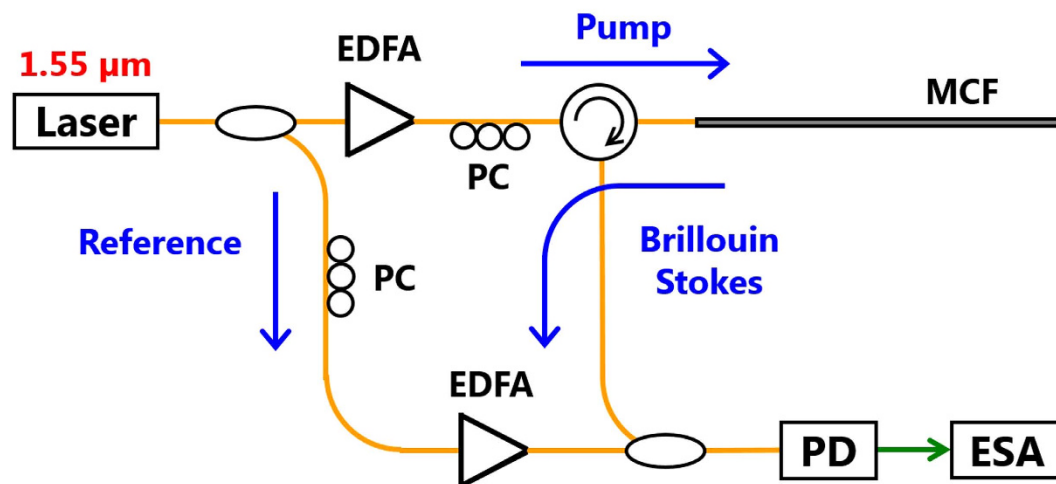 EDFA
Pump
1.55 µm
Laser
MCF
PC
Reference
PC
Brillouin
Stokes
EDFA
PD
ESA